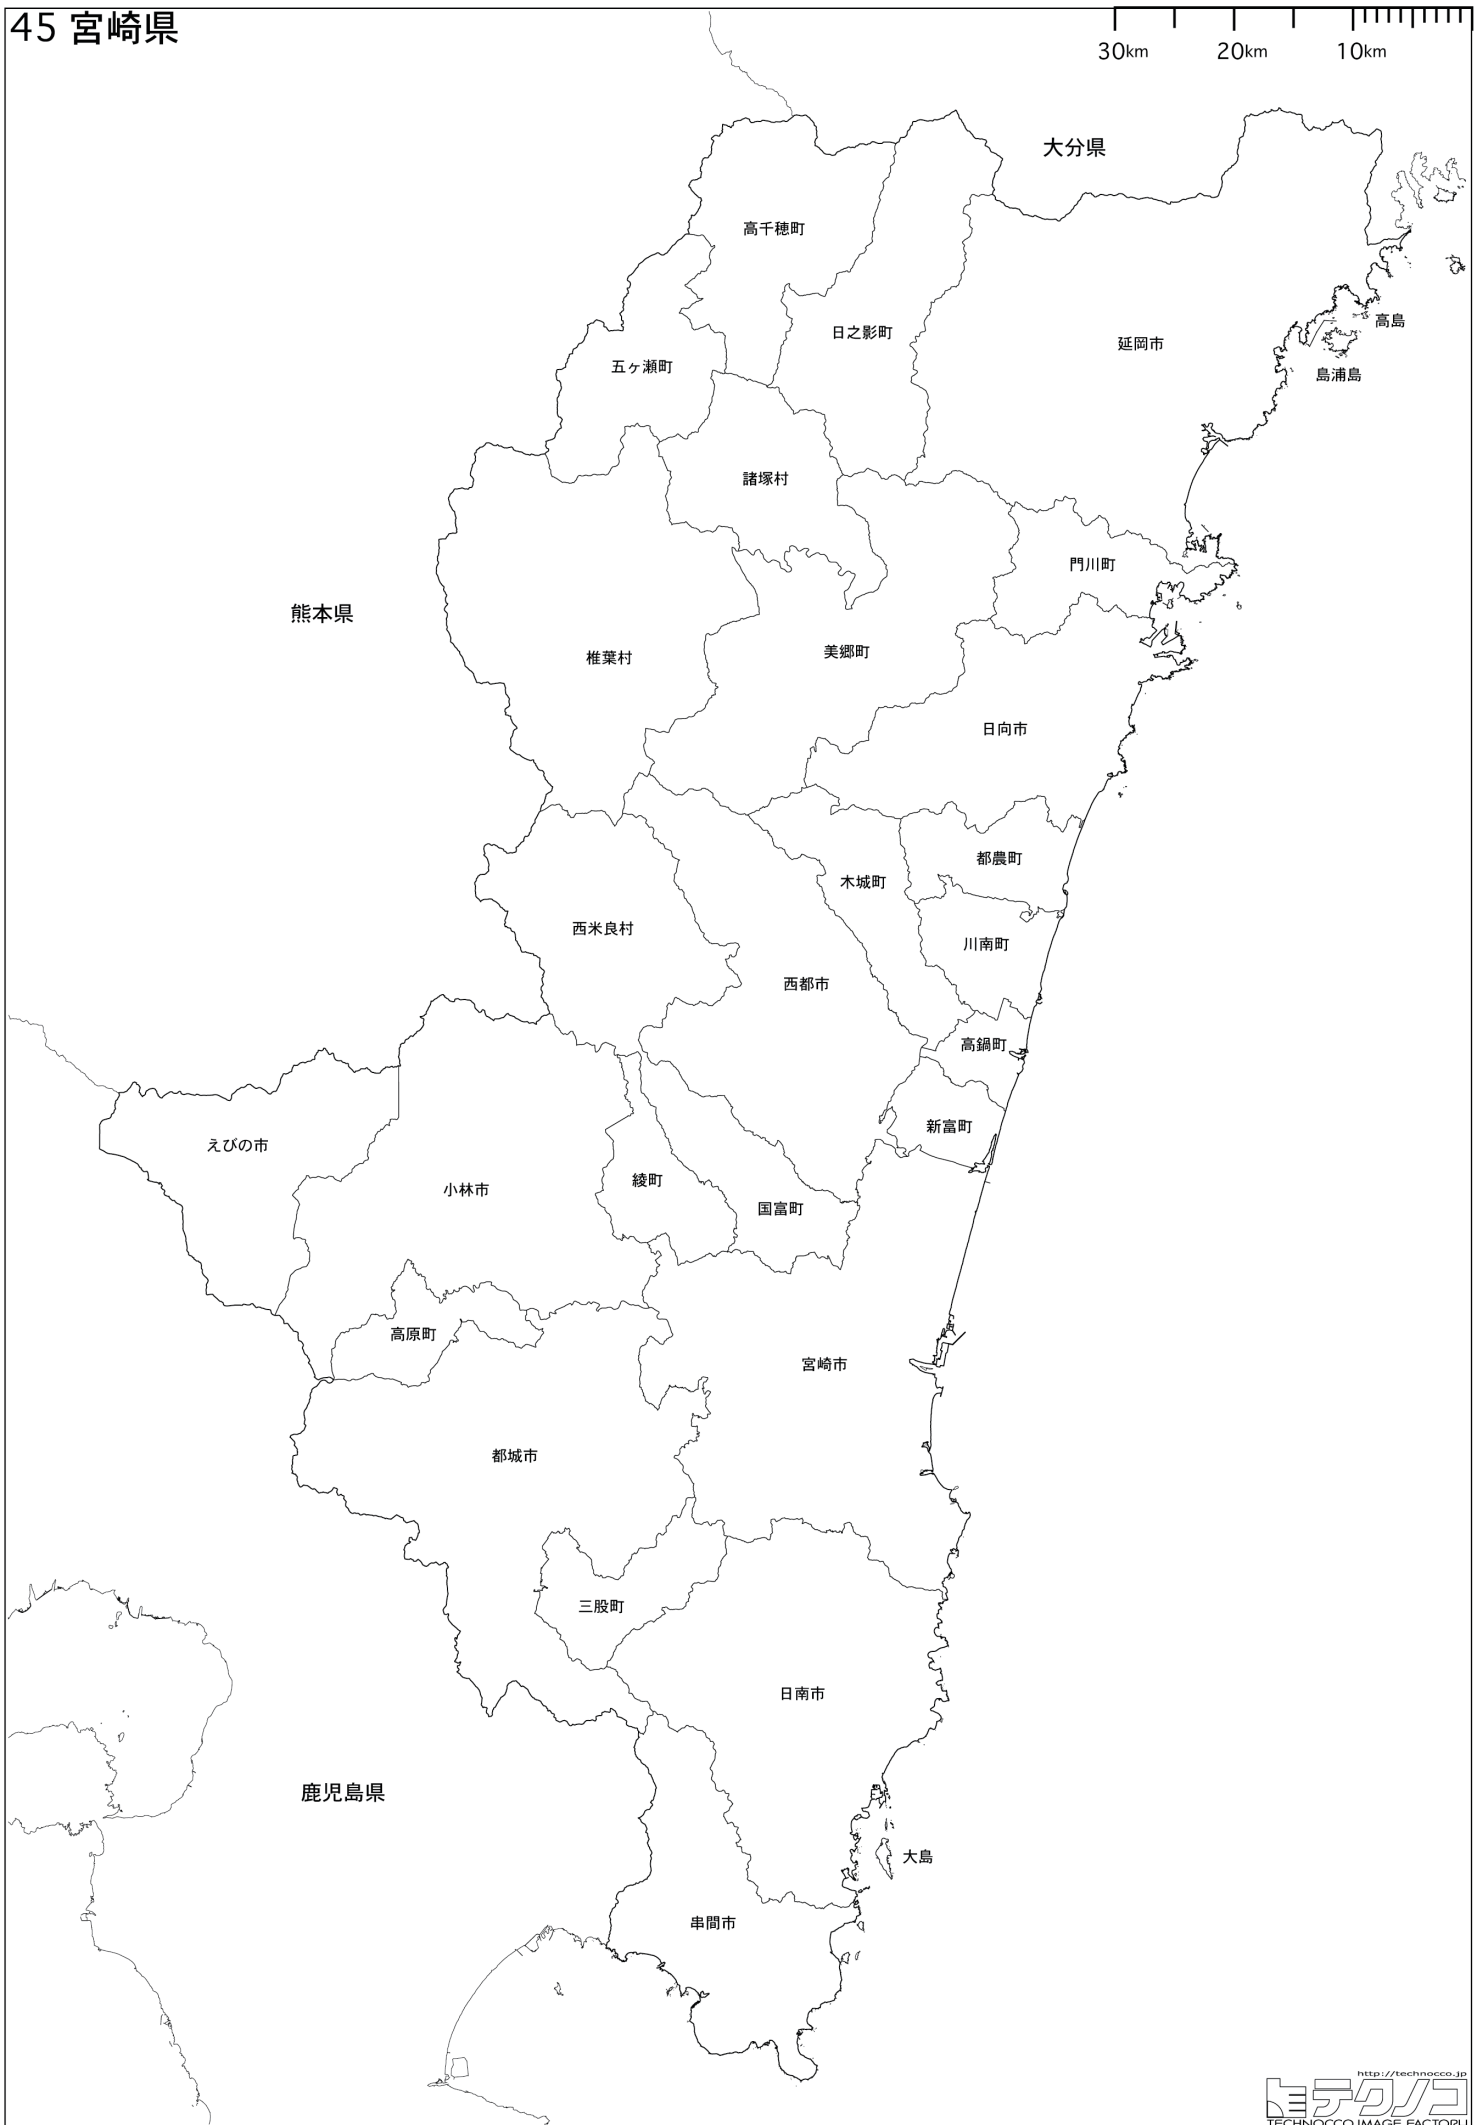 45 宮崎県
30km 20km 10km
大分県
高千穂町
日之影町
延岡市
高島
島浦島
五ヶ瀬町
諸塚村
門川町
熊本県
椎葉村
美郷町
日向市
都農町
木城町
西米良村
川南町
西都市
高鍋町
新富町
えびの市
小林市
綾町
国富町
高原町
宮崎市
都城市
三股町
日南市
鹿児島県
大島
串間市
http://technocco.jp
テクノコ
TECHNOCCO IMAGE FACTORY